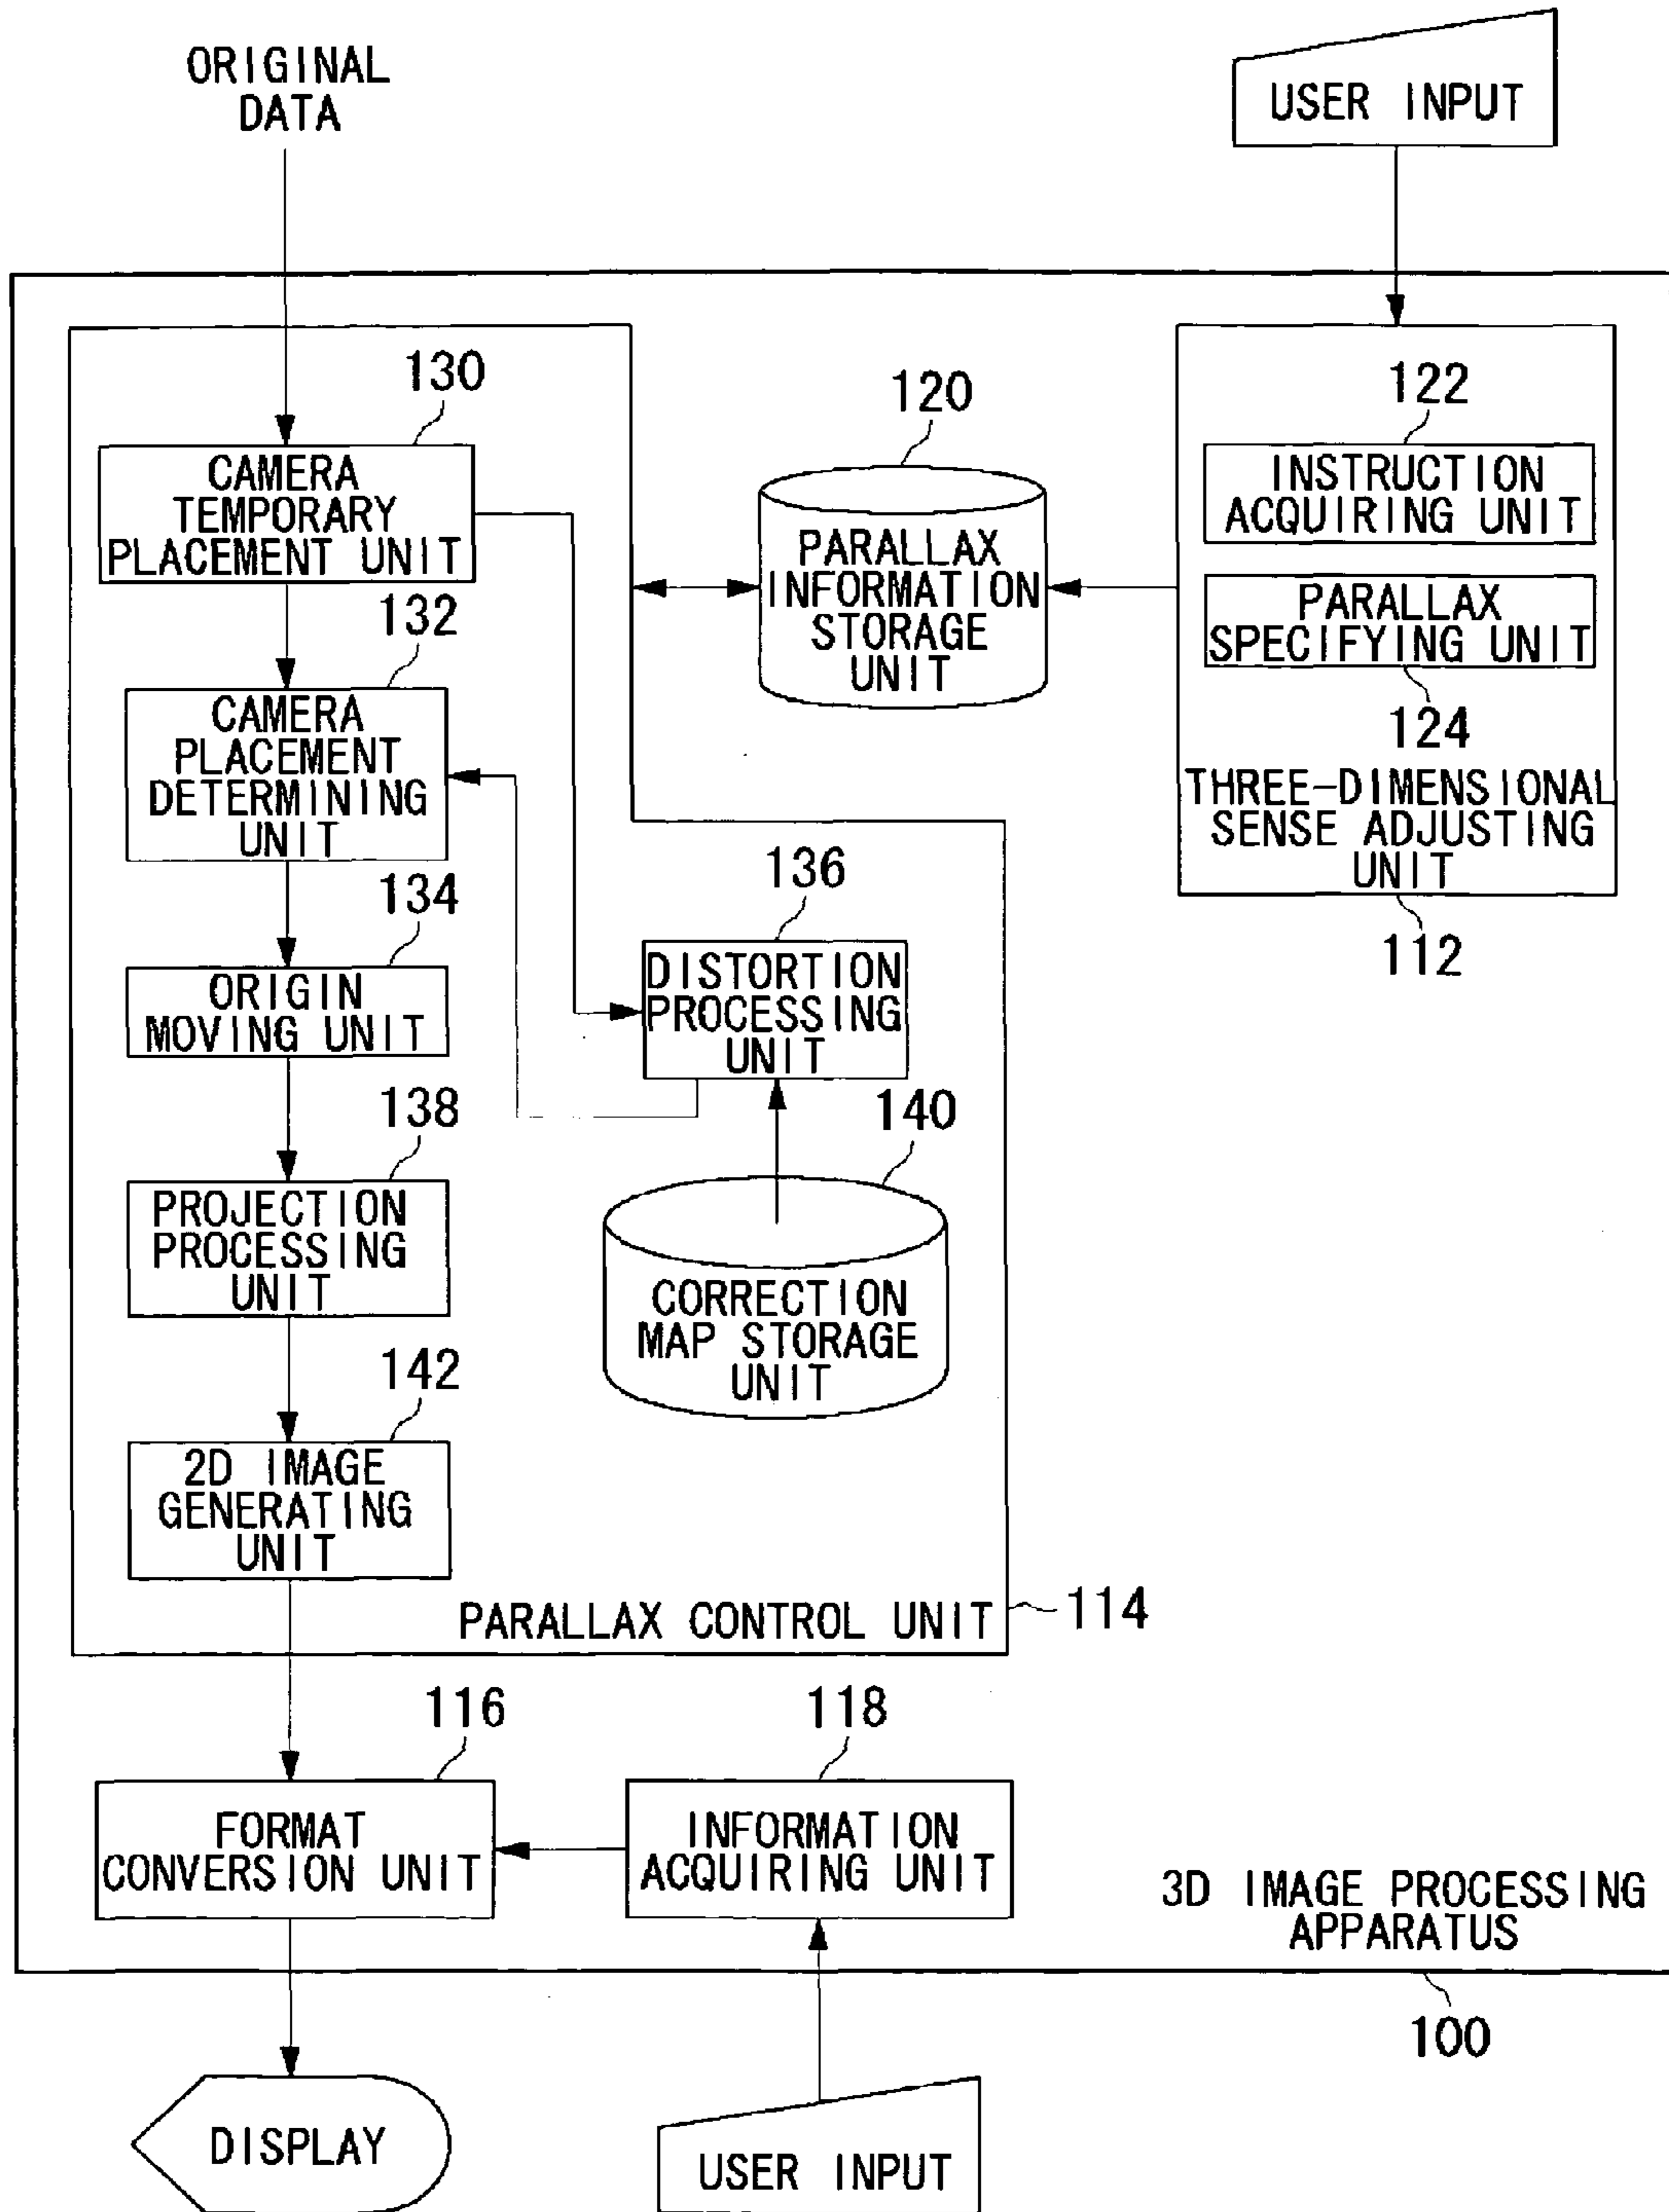 ORIGINAL
DATA
USER INPUT
130
CAMERA
TEMPORARY
PLACEMENT UNIT
120
PARALLAX
INFORMATION
STORAGE
UNIT
122
INSTRUCTION
ACQUIRING UNIT
PARALLAX
SPECIFYING UNIT
124
THREE-DIMENSIONAL
SENSE ADJUSTING
UNIT
112
132
CAMERA
PLACEMENT
DETERMINING
UNIT
134
ORIGIN
MOVING UNIT
136
DISTORTION
PROCESSING
UNIT
138
PROJECTION
PROCESSING
UNIT
140
CORRECTION
MAP STORAGE
UNIT
142
2D IMAGE
GENERATING
UNIT
PARALLAX CONTROL UNIT
114
116
FORMAT
CONVERSION UNIT
118
INFORMATION
ACQUIRING UNIT
3D IMAGE PROCESSING
APPARATUS
100
DISPLAY
USER INPUT